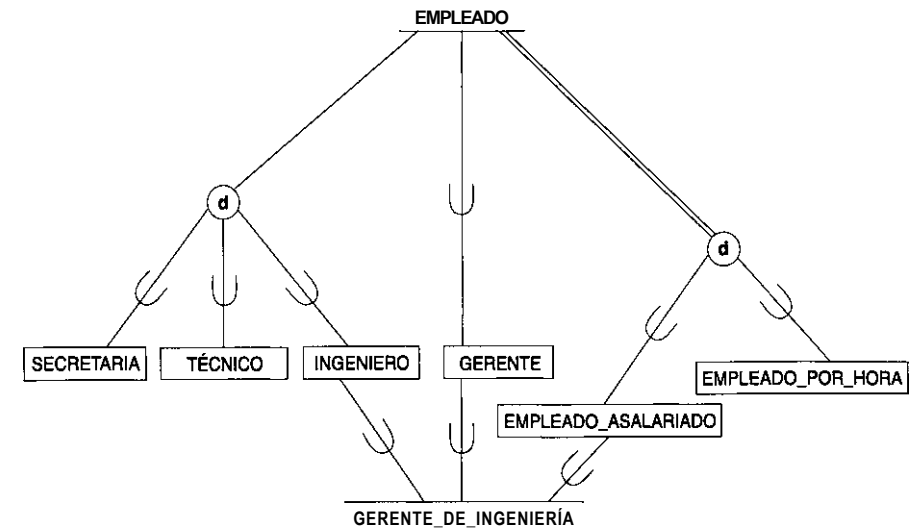 EMPLEADO
d
d
SECRETARIA
TÉCNICO
INGENIERO
GERENTE
EMPLEADO_POR_HORA
EMPLEADO_ASALARIADO
GERENTE_DE_INGENIERÍA